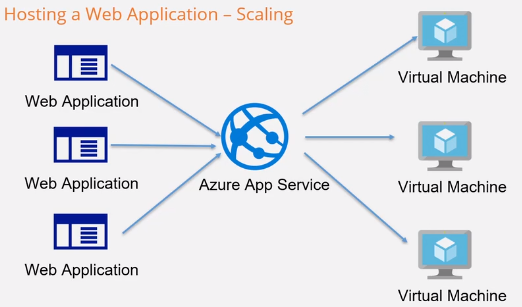 Hosting a Web Application – Scaling
Web Application
Web Application
Web Application
Azure App Service
Virtual Machine
Virtual Machine
Virtual Machine